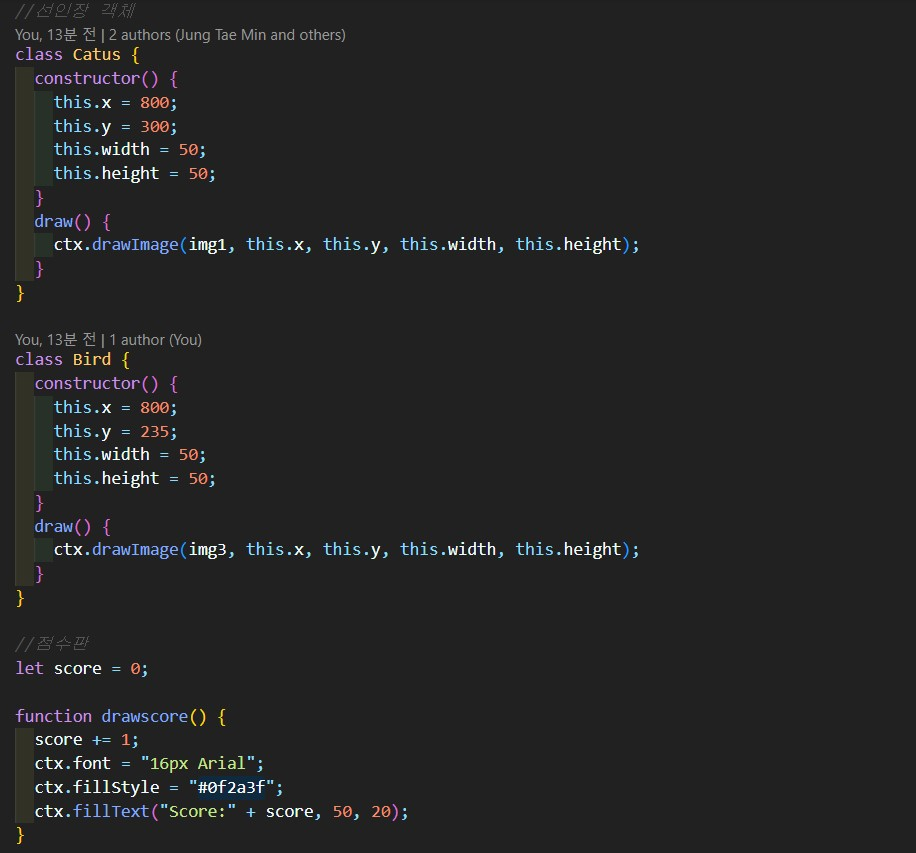 //선인장 객체
You, 13분 전 | 2 authors (Jung Tae Min and others)
class Catus {
constructor() {
this.x = 800;
this.y = 300;
this.width = 50;
this.height = 50;
}
draw() {
ctx.drawImage(img1, this.x, this.y, this.width, this.height);
}
}
You, 13분 전 | 1 author (You)
class Bird {
constructor() {
this.x = 800;
this.y = 235;
this.width = 50;
this.height = 50;
}
draw() {
ctx.drawImage(img3, this.x, this.y, this.width, this.height);
}
}
//점수판
let score = 0;
function drawscore() {
score += 1;
ctx.font = "16px Arial";
ctx.fillStyle = "#0f2a3f";
ctx.fillText("Score:" + score, 50, 20);
}